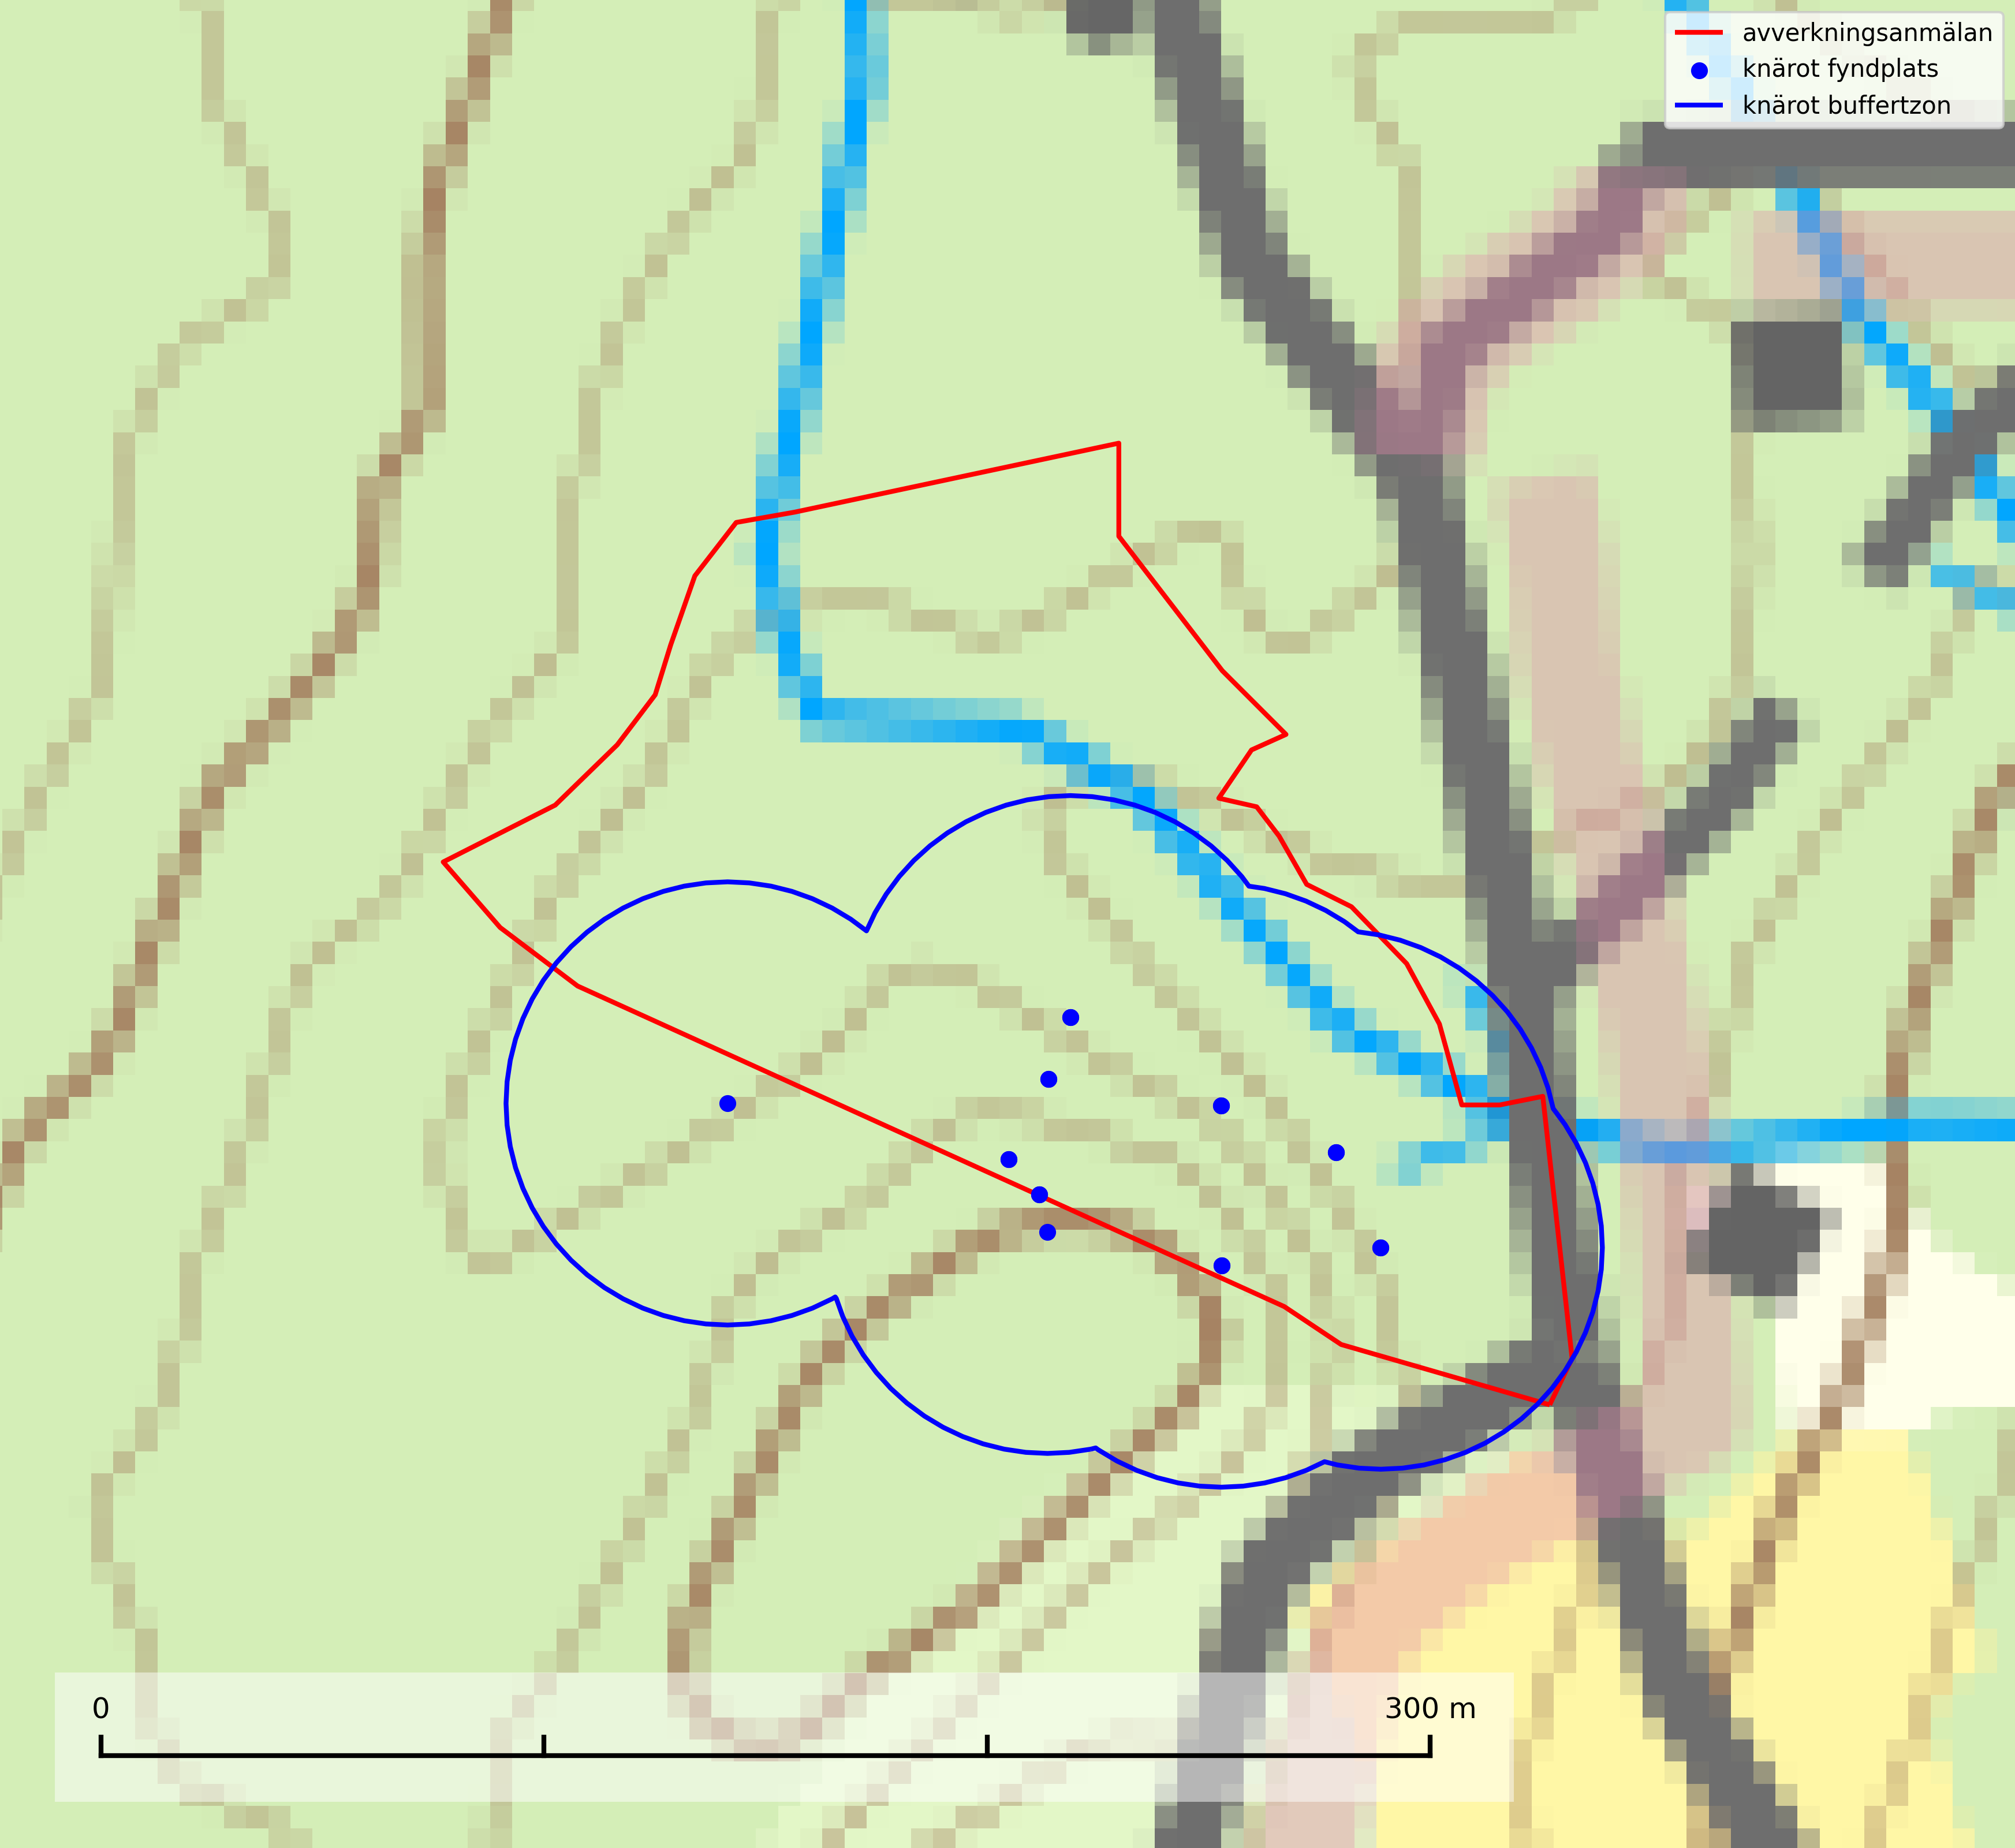 avverkningsanmälan
knärot fyndplats
knärot buffertzon
0
300 m